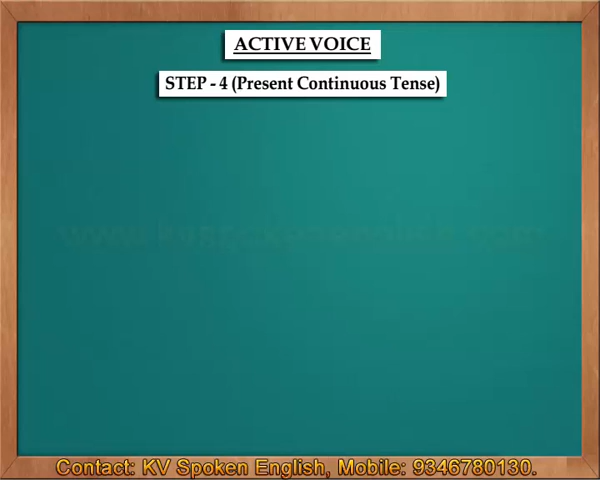 ACTIVE VOICE
STEP - 4 (Present Continuous Tense)
Contact: KV Spoken English, Mobile: 9346780130.